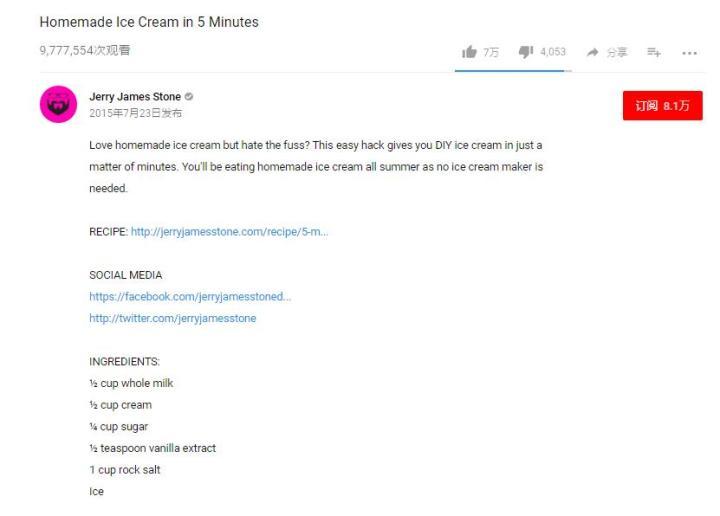 Homemade Ice Cream in 5 Minutes
9,777,554次观看
7万 4,053 分享
Jerry James Stone
2015年7月23日发布
订阅 8.1万
Love homemade ice cream but hate the fuss? This easy hack gives you DIY ice cream in just a
matter of minutes. You'll be eating homemade ice cream all summer as no ice cream maker is
needed.
RECIPE: http://jerryjamesstone.com/recipe/5-m...
SOCIAL MEDIA
https://facebook.com/jerryjamesstoned...
http://twitter.com/jerryjamesstone
INGREDIENTS:
½ cup whole milk
½ cup cream
¼ cup sugar
½ teaspoon vanilla extract
1 cup rock salt
Ice